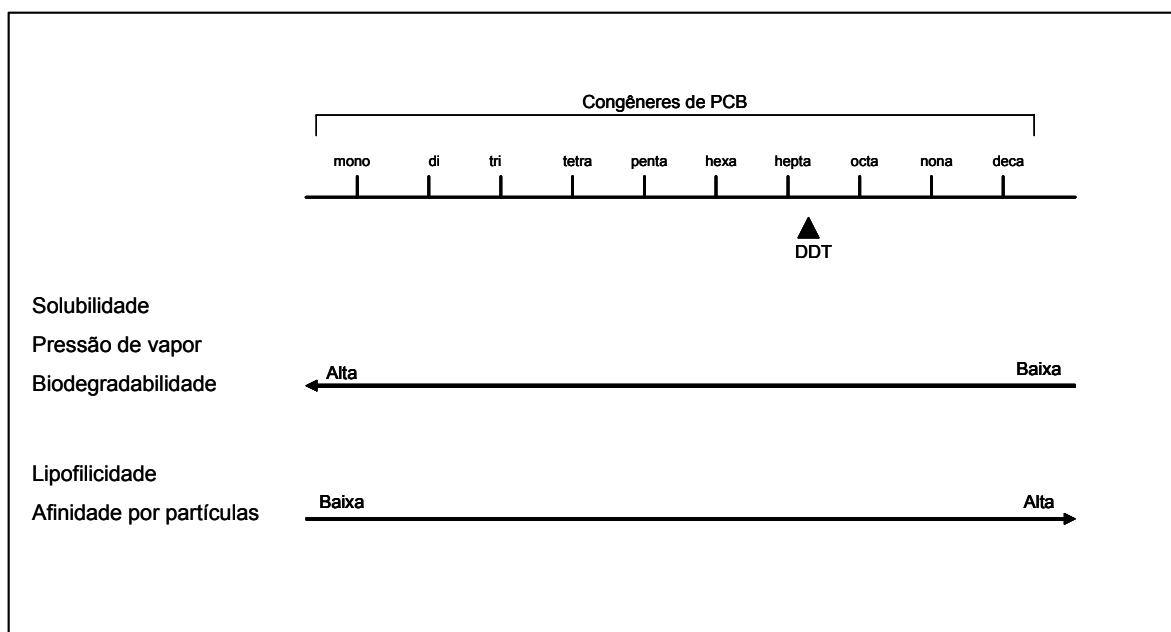 Congêneres de PCB
mono di tri tetra penta hexa hepta octa nona deca
DDT
Solubilidade
Pressão de vapor
Biodegradabilidade Alta Baixa
Lipofilicidade
Afinidade por partículas Baixa Alta